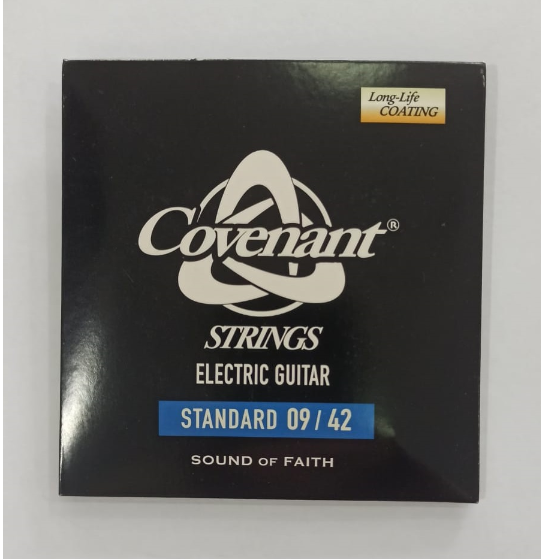 Long-Life
COATING
Covenant®
STRINGS
ELECTRIC GUITAR
STANDARD 09 / 42
SOUND OF FAITH